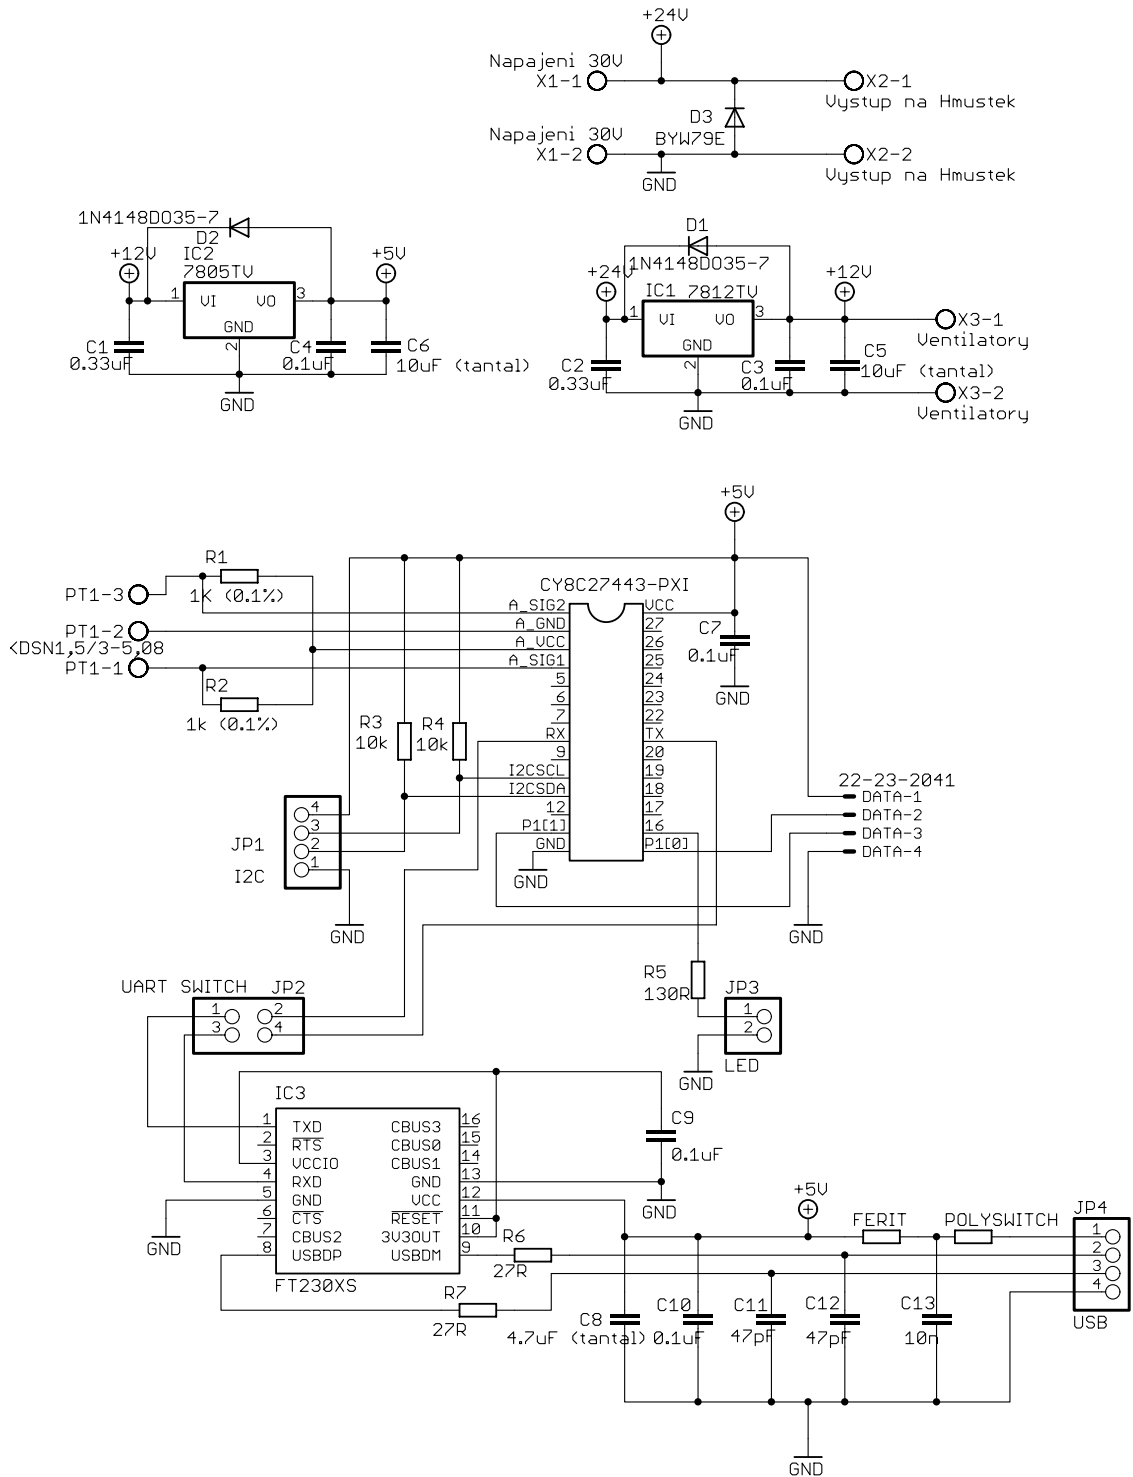 +24V
Napajeni 30V
X1-1
X2-1
Vystup na Hmustek
D3
BYW79E
Napajeni 30V
X1-2
X2-2
Vystup na Hmustek
GND
1N4148DO35-7
D2
+12V
IC2
7805TV
+5V
1
VI
VO
3
GND
2
C1
0.33uF
C4
0.1uF
C6
10uF (tantal)
GND
D1
1N4148DO35-7
+24V
IC1
7812TV
+12V
1
VI
VO
3
GND
2
X3-1
Ventilatory
C2
0.33uF
C3
0.1uF
C5
10uF (tantal)
X3-2
Ventilatory
GND
+5V
R1
1K (0.1%)
PT1-3
PT1-2
<DSN1,5/3-5,08
PT1-1
R2
1k (0.1%)
CY8C27443-PXI
A_SIG2
A_GND
A_VCC
A_SIG1
5
6
7
RX
9
I2CSCL
I2CSDA
12
P1[1]
GND
VCC
27
26
25
24
23
22
TX
20
19
18
17
16
P1[0]
GND
C7
0.1uF
GND
R3
10k
R4
10k
22-23-2041
DATA-1
DATA-2
DATA-3
DATA-4
GND
JP1
I2C
4
3
2
1
GND
UART SWITCH
JP2
1
2
3
4
R5
130R
JP3
1
2
LED
GND
IC3
1
2
3
4
5
6
7
8
TXD
RTS
VCCIO
RXD
GND
CTS
CBUS2
USBDP
CBUS3
CBUS0
CBUS1
GND
VCC
RESET
3V3OUT
USBDM
16
15
14
13
12
11
10
9
FT230XS
GND
C9
0.1uF
GND
R6
27R
R7
27R
+5V
FERIT
POLYSWITCH
JP4
1
2
3
4
USB
C8
4.7uF (tantal)
C10
0.1uF
C11
47pF
C12
47pF
C13
10n
GND